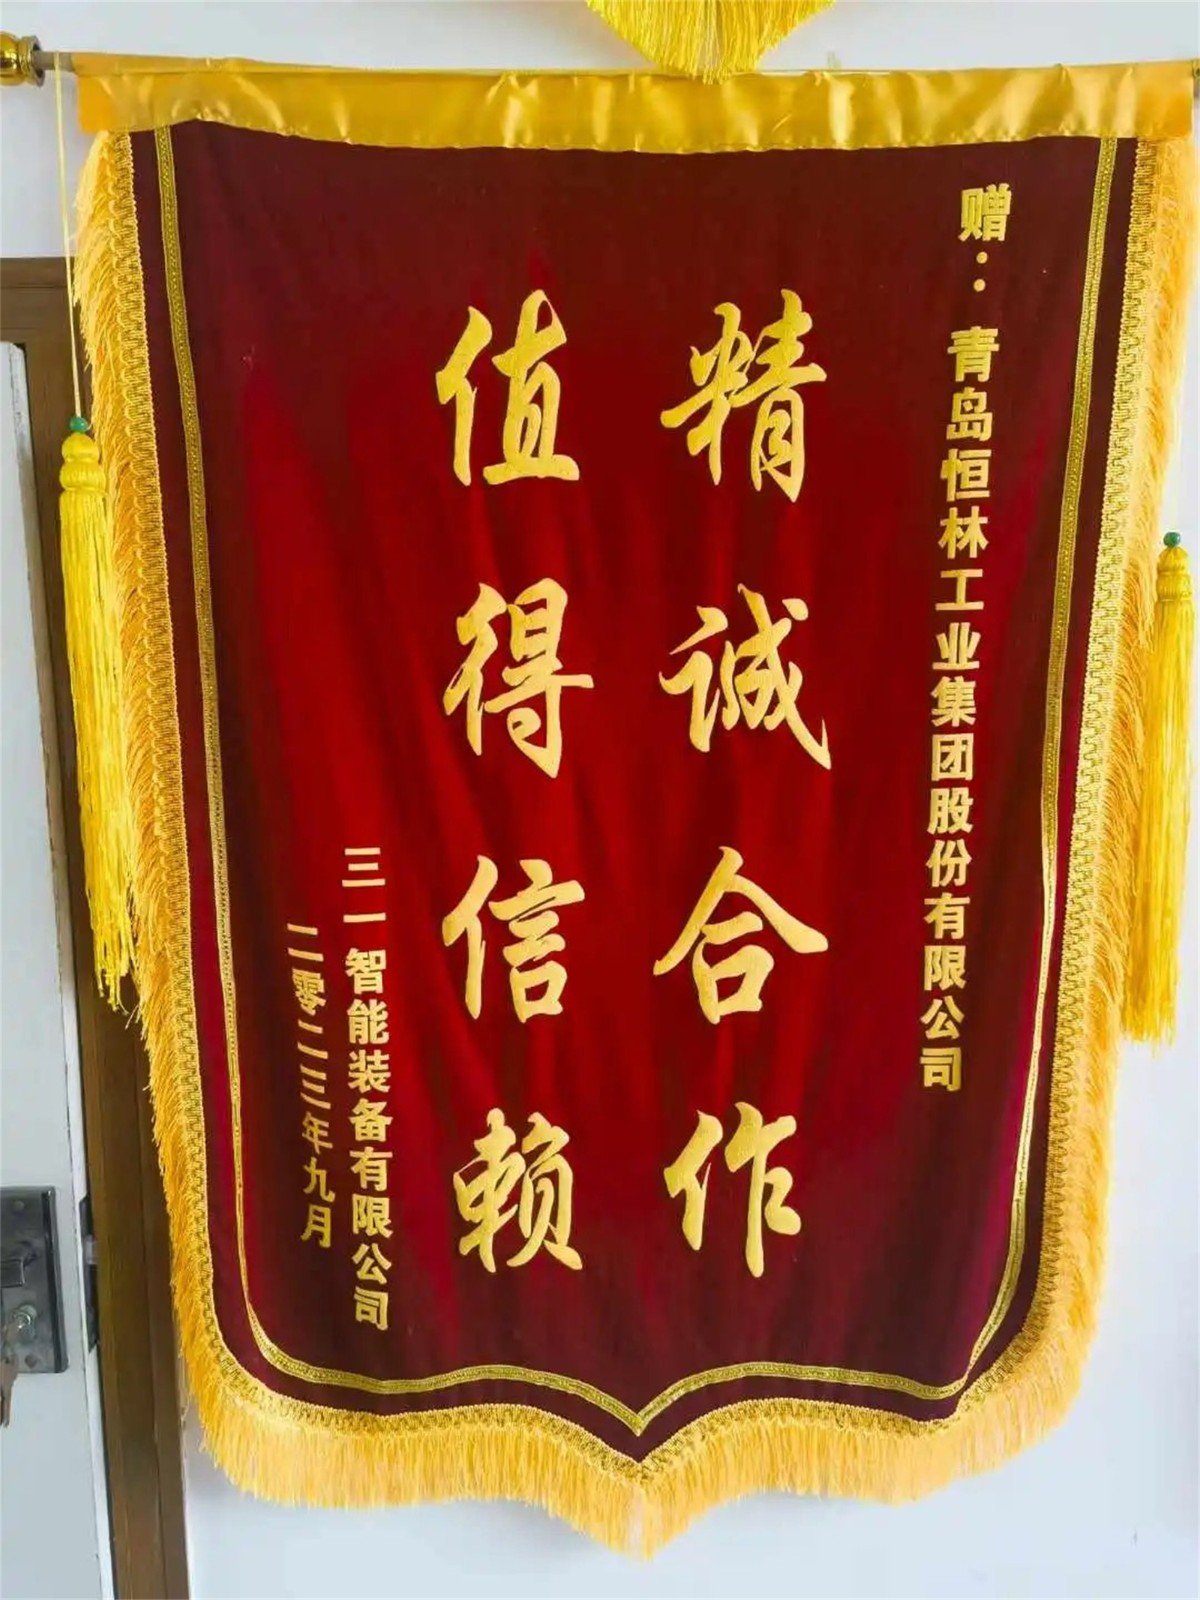 赠：青岛恒林工业集团股份有限公司
精诚合作
值得信赖
三一智能装备有限公司
二零二三年九月